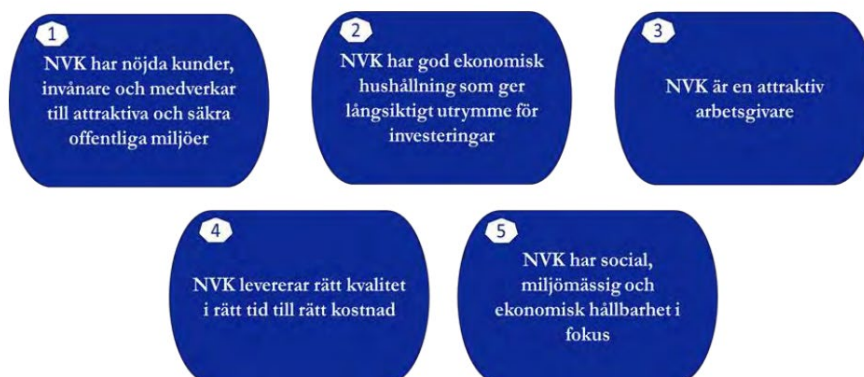 1
NVK har nöjda kunder,
invånare och medverkar
till attraktiva och säkra
offentliga miljöer
2
NVK har god ekonomisk
hushållning som ger
långsiktigt utrymme för
investeringar
3
NVK är en attraktiv
arbetsgivare
4
NVK levererar rätt kvalitet
i rätt tid till rätt kostnad
5
NVK har social,
miljömässig och
ekonomisk hållbarhet i
fokus